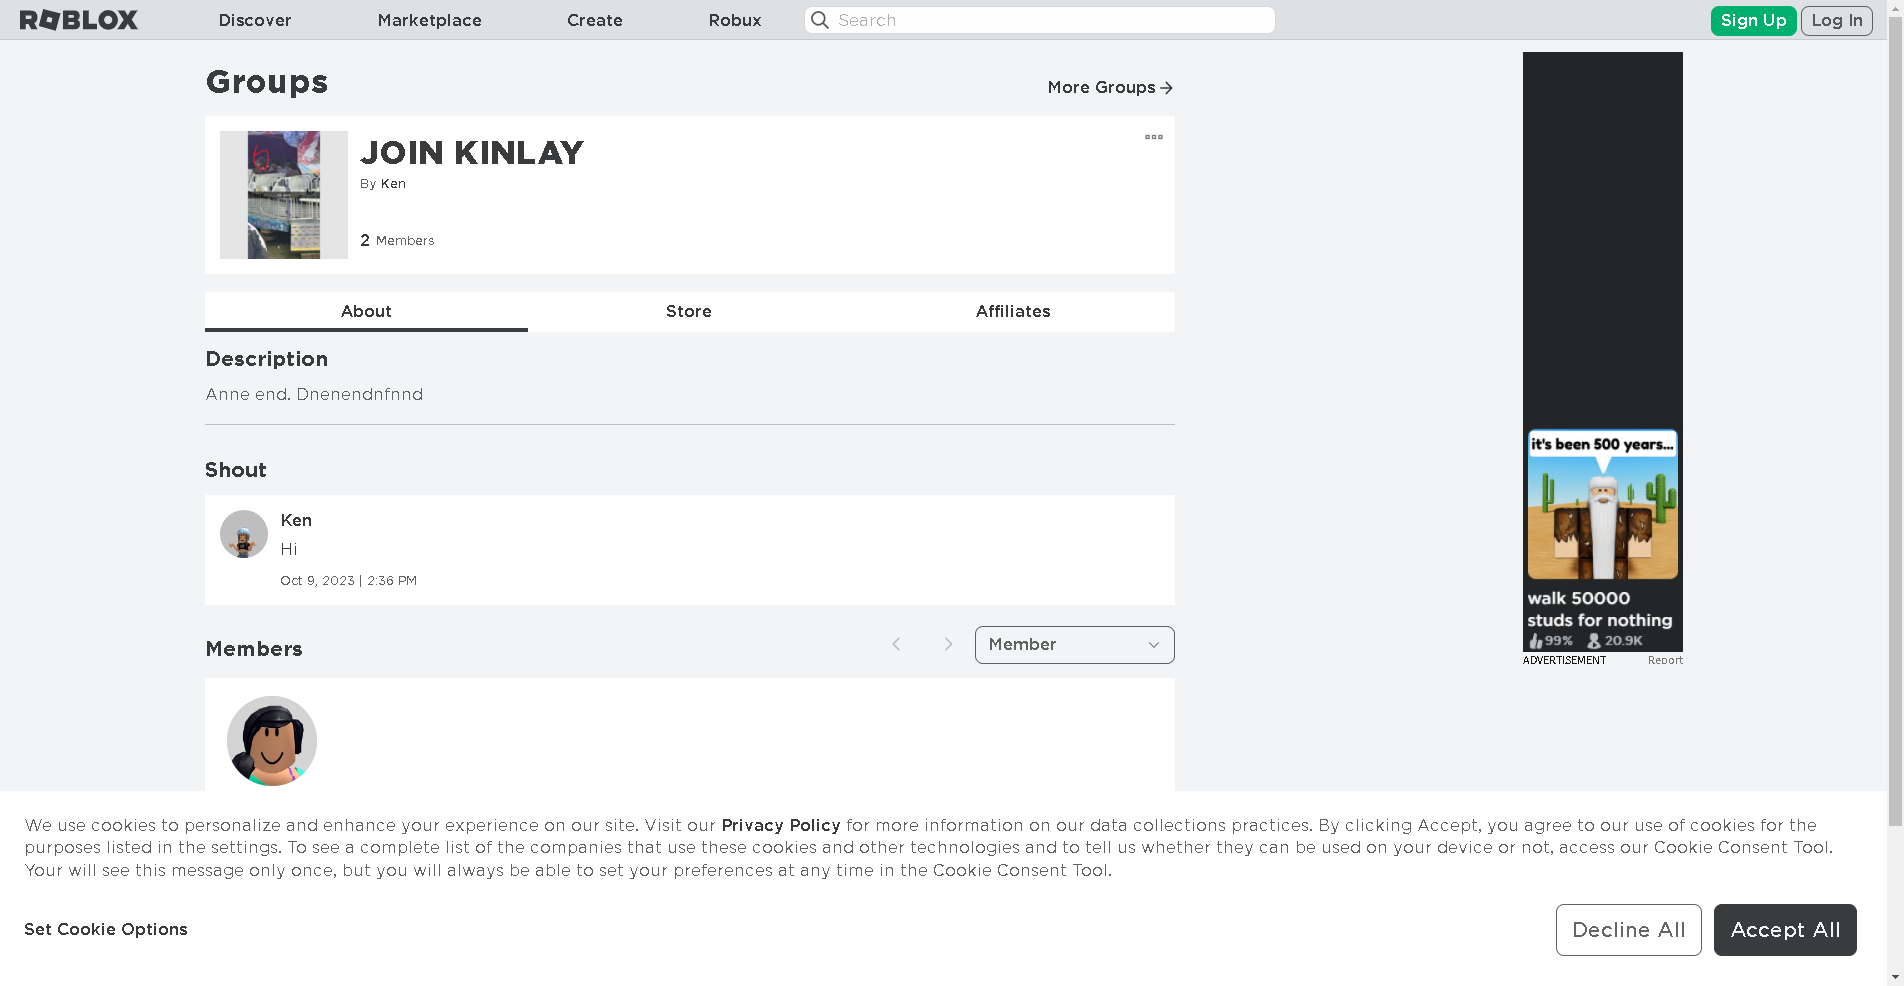 ROBLOX
Discover
Marketplace
Create
Robux
Search
Sign Up
Log In
Groups
More Groups
JOIN KINLAY
By Ken
2 Members
About
Store
Affiliates
Description
Anne end. Dnenendnfnnd
Shout
Ken
Hi
Oct 9, 2023 | 2:36 PM
Members
Member
it's been 500 years...
walk 50000
studs for nothing
99% 20.9K
ADVERTISEMENT
Report
We use cookies to personalize and enhance your experience on our site. Visit our Privacy Policy for more information on our data collections practices. By clicking Accept, you agree to our use of cookies for the
purposes listed in the settings. To see a complete list of the companies that use these cookies and other technologies and to tell us whether they can be used on your device or not, access our Cookie Consent Tool.
Your will see this message only once, but you will always be able to set your preferences at any time in the Cookie Consent Tool.
Set Cookie Options
Decline All
Accept All